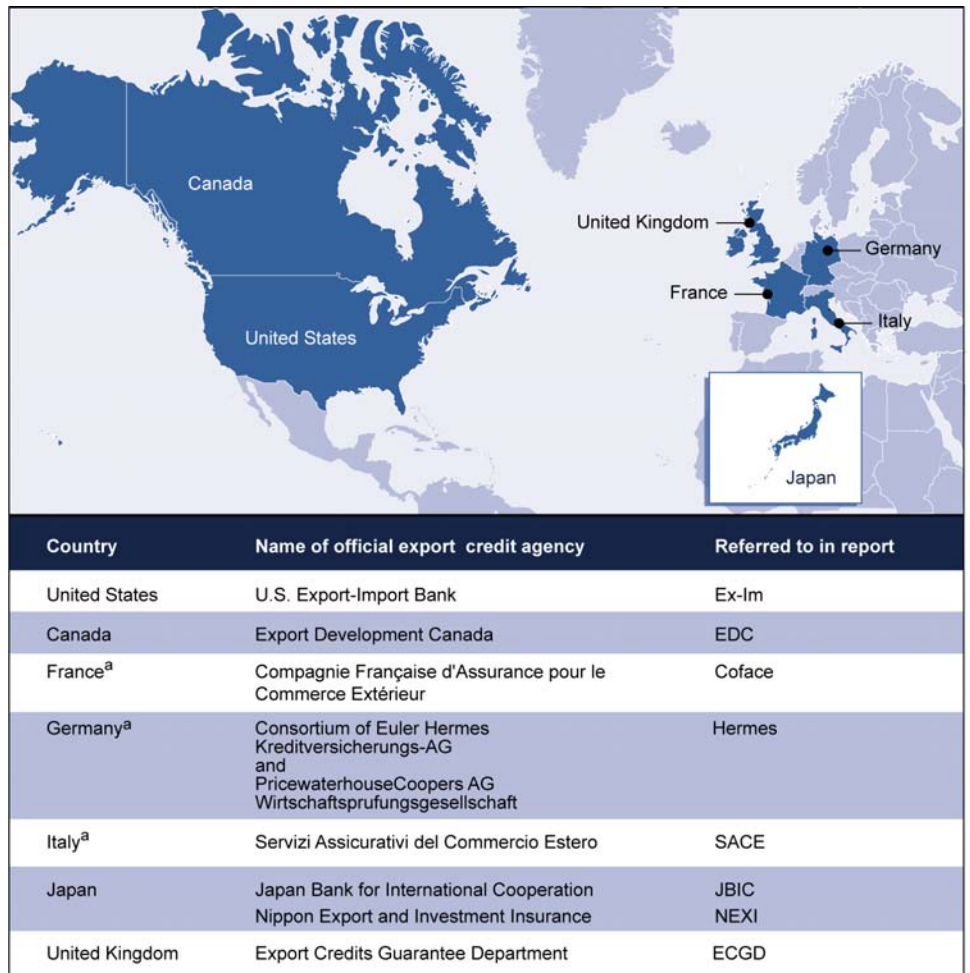 Canada
United Kingdom
Germany
France
Italy
United States
Japan
Country Name of official export credit agency Referred to in report
United States U.S. Export-Import Bank Ex-Im
Canada Export Development Canada EDC
Franceᵃ Compagnie Française d'Assurance pour le Coface
Commerce Extérieur
Germanyᵃ Consortium of Euler Hermes Hermes
Kreditversicherungs-AG
and
PricewaterhouseCoopers AG
Wirtschaftsprufungsgesellschaft
Italyᵃ Servizi Assicurativi del Commercio Estero SACE
Japan Japan Bank for International Cooperation JBIC
Nippon Export and Investment Insurance NEXI
United Kingdom Export Credits Guarantee Department ECGD